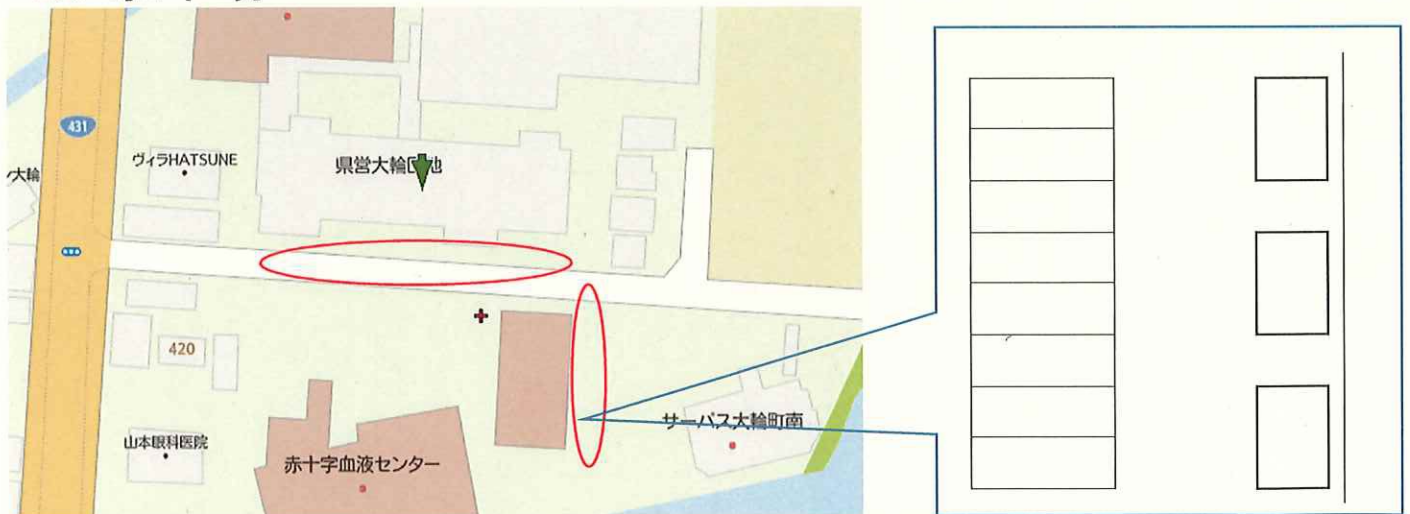 431
ヴィラHATSUNE
県営大輪団地
大輪
420
山本眼科医院
赤十字血液センター
サーパス大輪町南